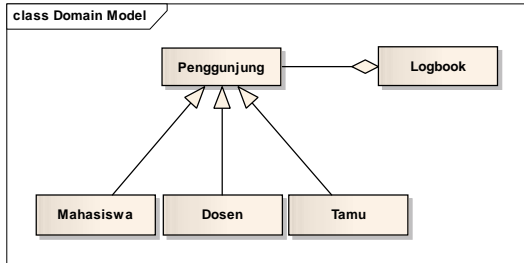 class Domain Model
Penggunjung
Logbook
Mahasiswa
Dosen
Tamu